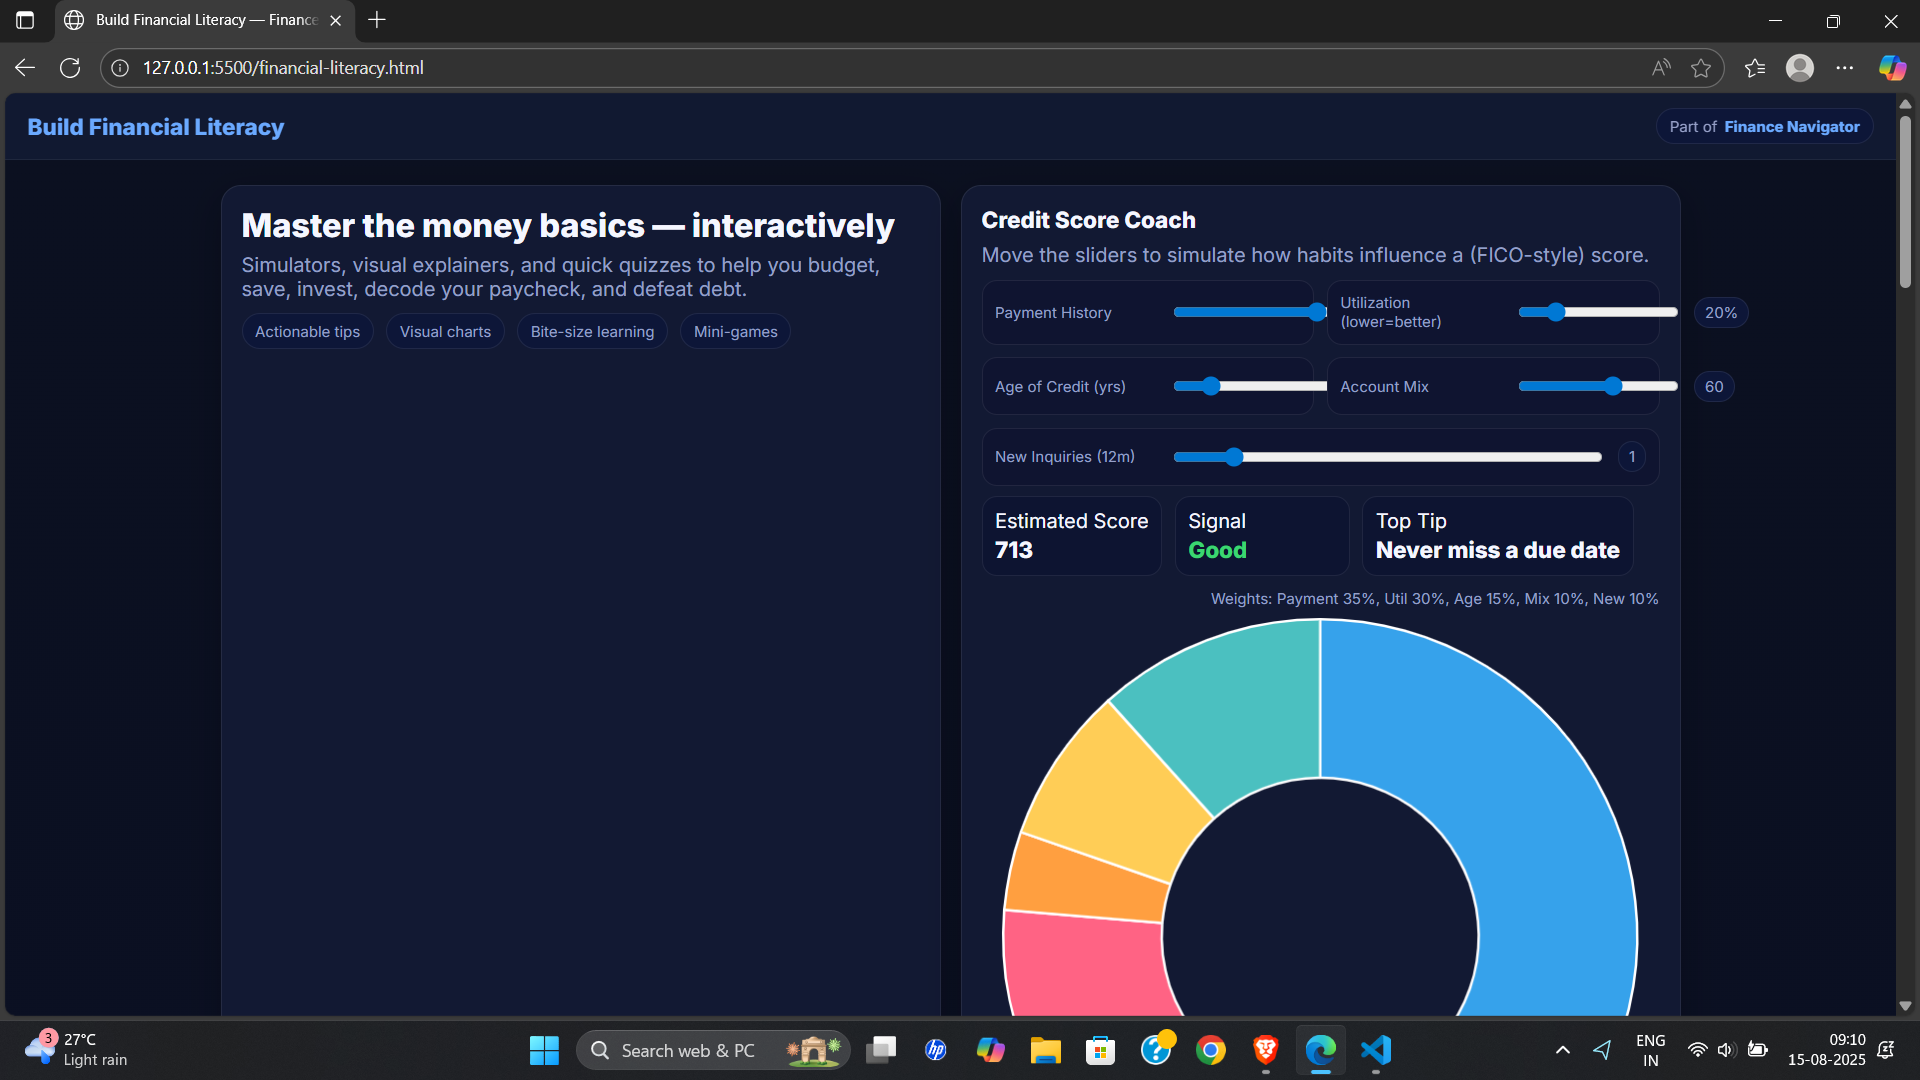 Build Financial Literacy — Finance
127.0.0.1:5500/financial-literacy.html
Build Financial Literacy
Part of Finance Navigator
Master the money basics — interactively
Simulators, visual explainers, and quick quizzes to help you budget,
save, invest, decode your paycheck, and defeat debt.
Actionable tips
Visual charts
Bite-size learning
Mini-games
Credit Score Coach
Move the sliders to simulate how habits influence a (FICO-style) score.
Payment History
Utilization
(lower=better)
20%
Age of Credit (yrs)
Account Mix
60
New Inquiries (12m)
1
Estimated Score
713
Signal
Good
Top Tip
Never miss a due date
Weights: Payment 35%, Util 30%, Age 15%, Mix 10%, New 10%
3
27°C
Light rain
Search web & PC
hp
ENG
IN
09:10
15-08-2025